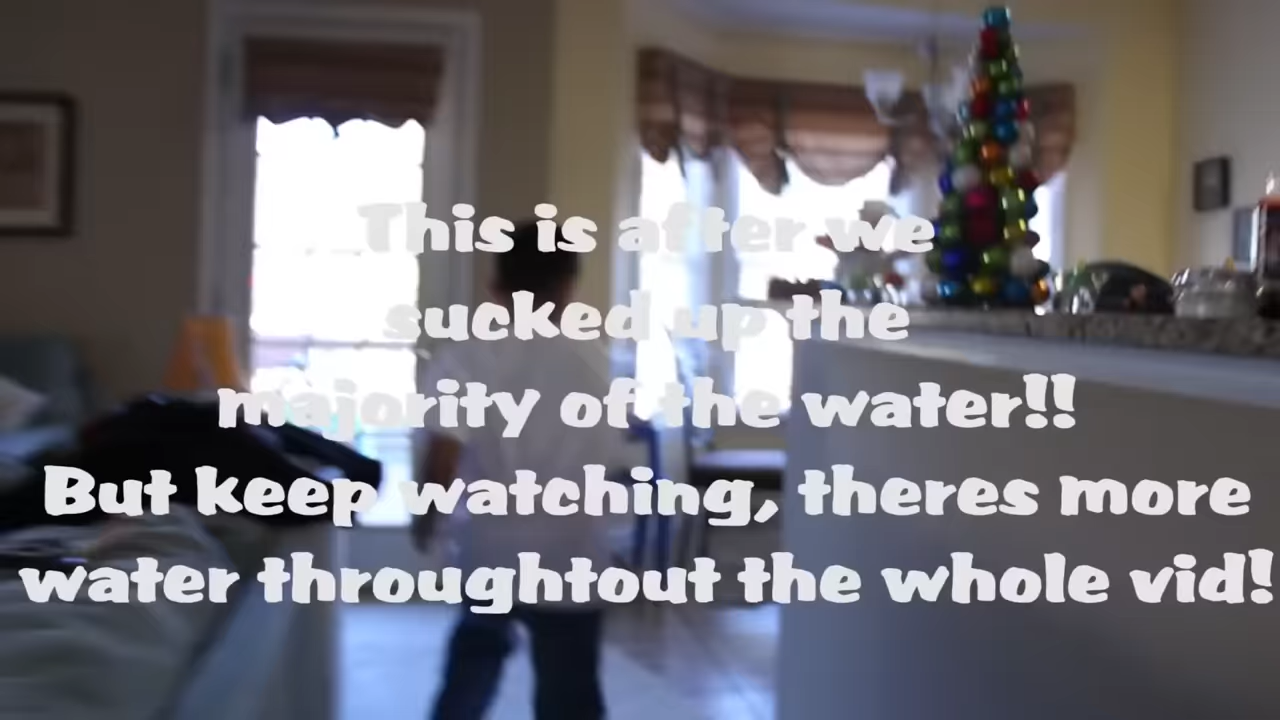 This is after we
sucked up the
majority of the water!!
But keep watching, theres more
water throughtout the whole vid!